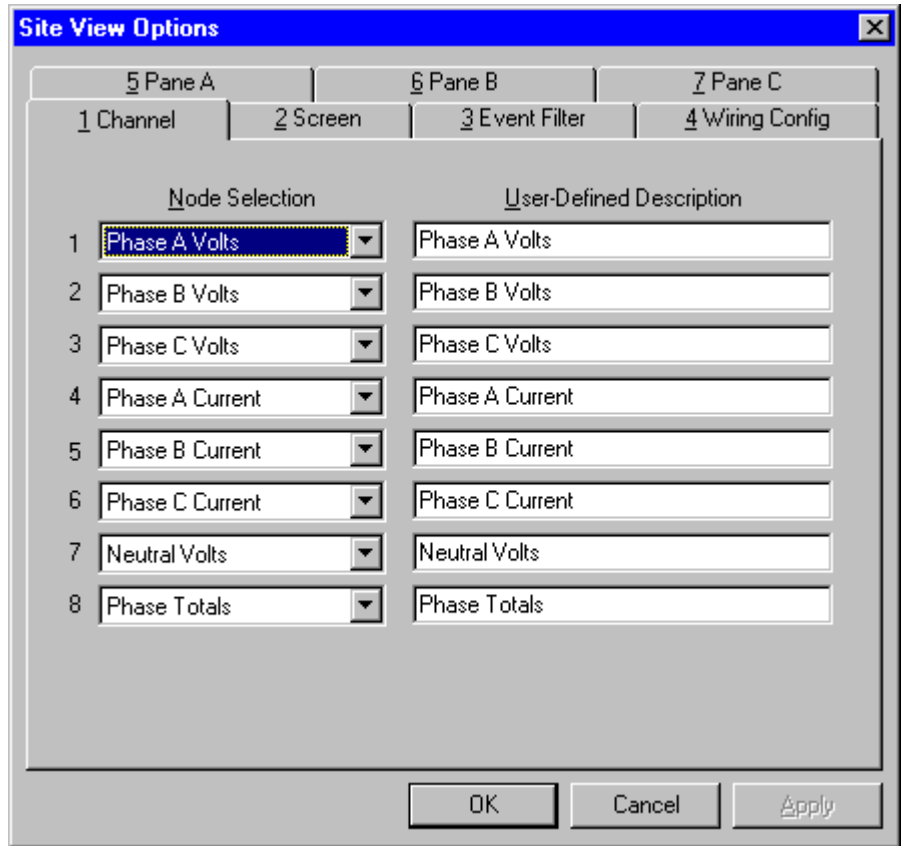 Site View Options
5 Pane A 6 Pane B 7 Pane C
1 Channel 2 Screen 3 Event Filter 4 Wiring Config
Node Selection User-Defined Description
1 Phase A Volts Phase A Volts
2 Phase B Volts Phase B Volts
3 Phase C Volts Phase C Volts
4 Phase A Current Phase A Current
5 Phase B Current Phase B Current
6 Phase C Current Phase C Current
7 Neutral Volts Neutral Volts
8 Phase Totals Phase Totals
OK Cancel Apply